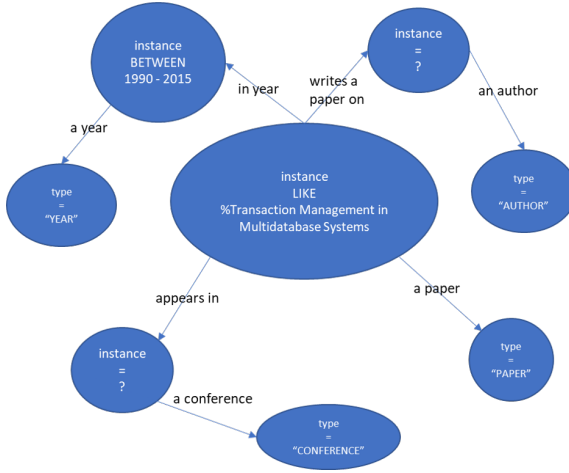 instance
BETWEEN
1990 - 2015
instance
=
?
in year
writes a
paper on
an author
a year
type
=
"YEAR"
instance
LIKE
%Transaction Management in
Multidatabase Systems
type
=
"AUTHOR"
appears in
a paper
instance
=
?
type
=
"PAPER"
a conference
type
=
"CONFERENCE"